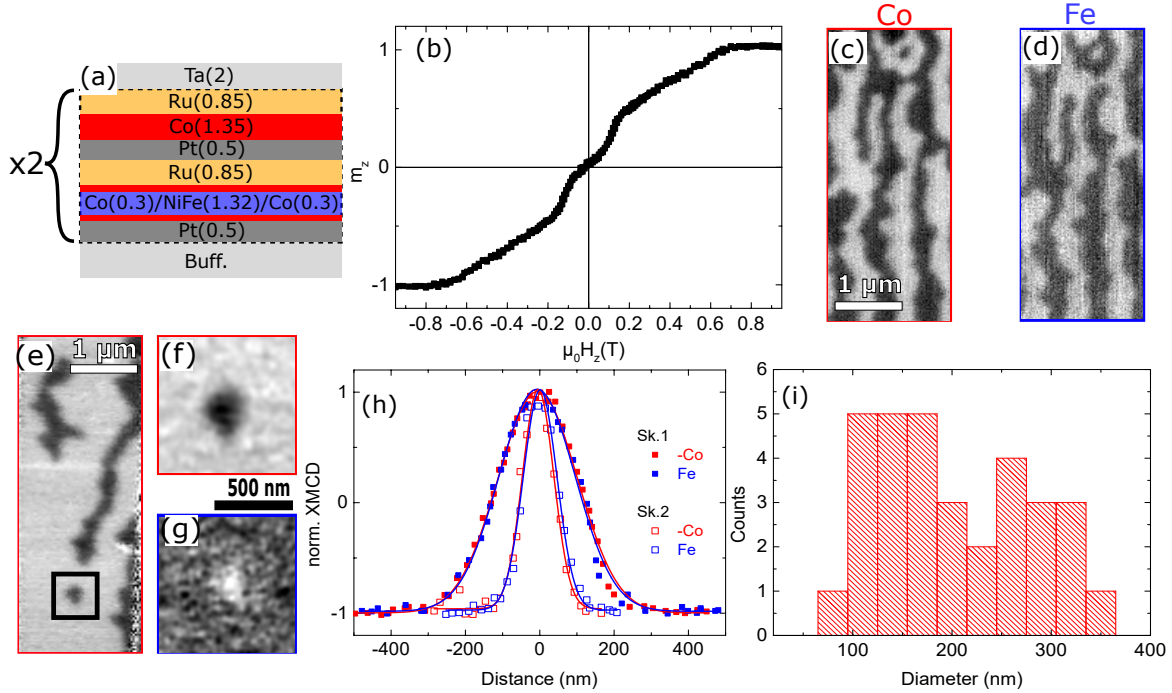 (a)
Ta(2)
Ru(0.85)
Co(1.35)
Pt(0.5)
Ru(0.85)
Co(0.3)/NiFe(1.32)/Co(0.3)
Pt(0.5)
Buff.
x2
(b)
m_z
1
0
-1
-0.8 -0.4 0.0 0.4 0.8
-0.6 -0.2 0.2 0.6
μ₀H_z(T)
Co
(c)
1 μm
Fe
(d)
(e)
1 μm
(f)
500 nm
(g)
(h)
norm. XMCD
1
0
-1
Sk.1
-Co
Fe
Sk.2
-Co
Fe
-400 -200 0 200 400
Distance (nm)
(i)
Counts
6
5
4
3
2
1
0
100 200 300 400
Diameter (nm)